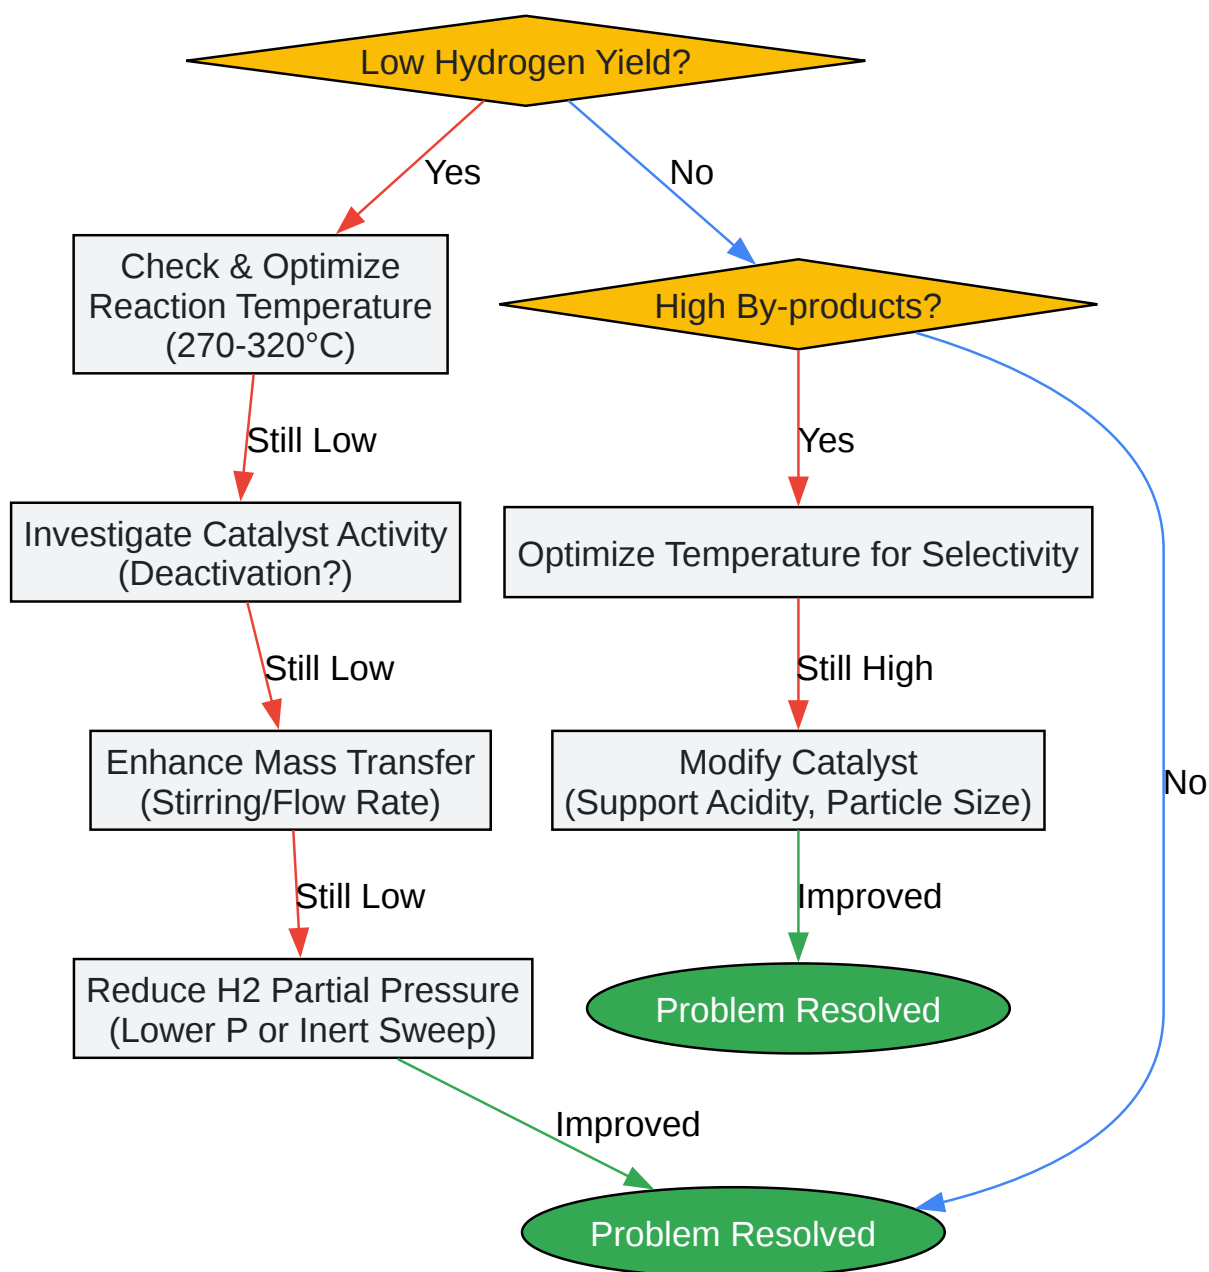 Low Hydrogen Yield?
Yes
No
Check & Optimize
Reaction Temperature
(270-320°C)
High By-products?
Still Low
Yes
Investigate Catalyst Activity
(Deactivation?)
Optimize Temperature for Selectivity
Still Low
Still High
Enhance Mass Transfer
(Stirring/Flow Rate)
Modify Catalyst
(Support Acidity, Particle Size)
No
Still Low
Improved
Reduce H2 Partial Pressure
(Lower P or Inert Sweep)
Problem Resolved
Improved
Problem Resolved